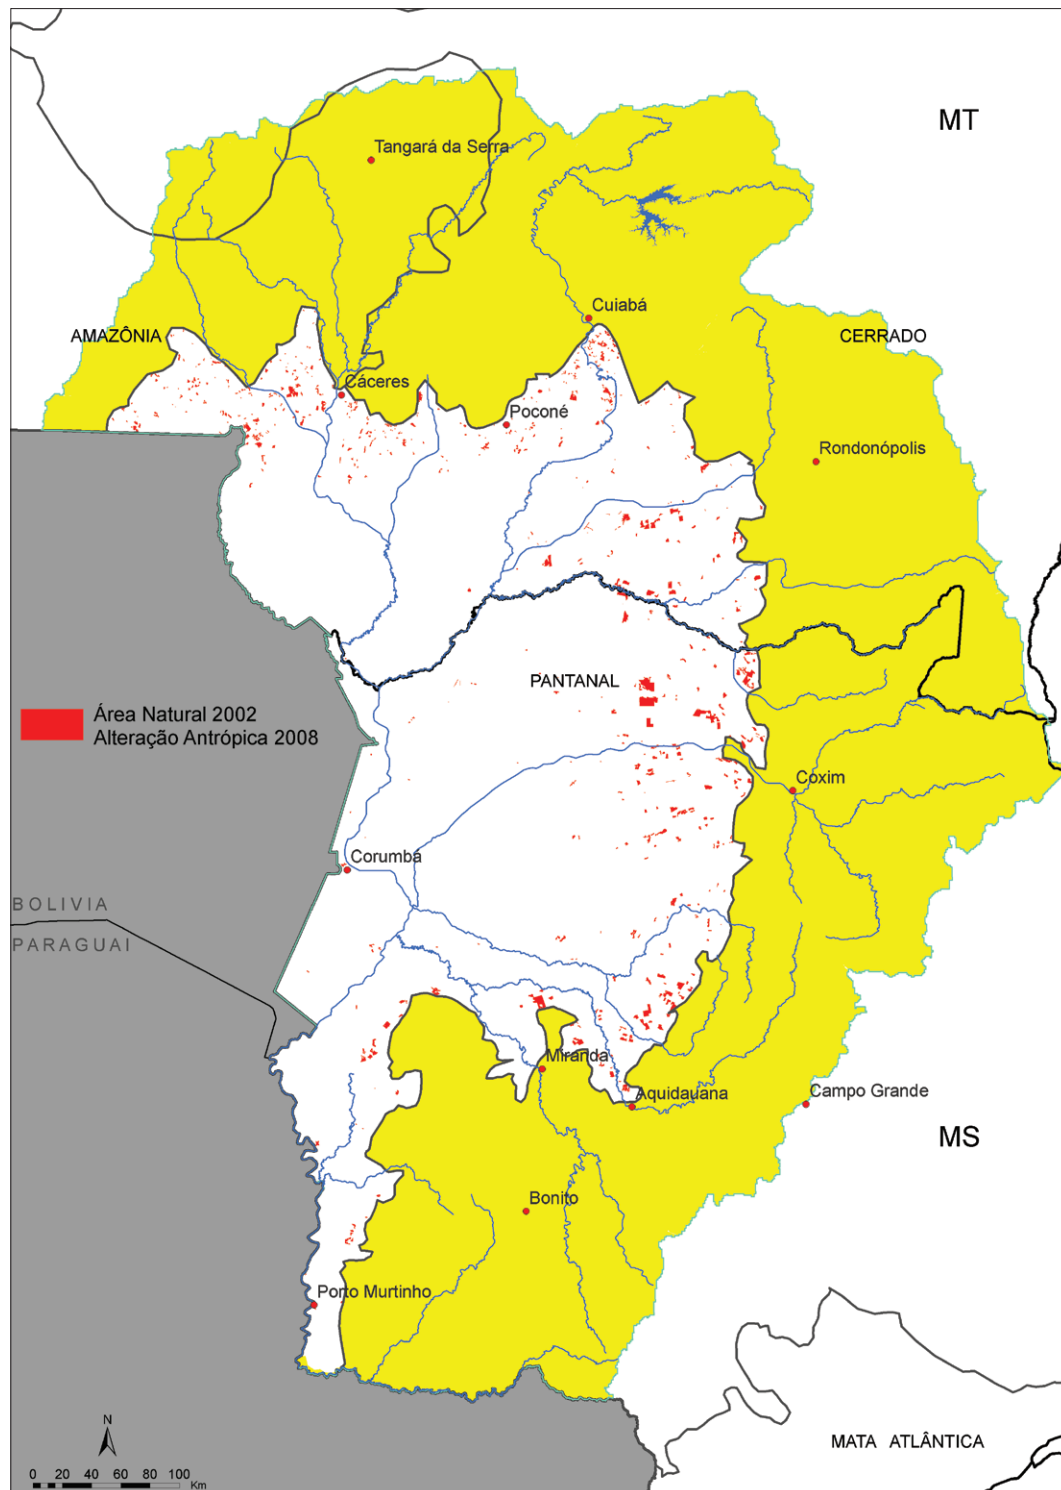 MT
Tangará da Serra
Cuiabá
AMAZÔNIA
CERRADO
Cáceres
Poconé
Rondonópolis
PANTANAL
Área Natural 2002
Alteração Antrópica 2008
Coxim
Corumbá
BOLIVIA
PARAGUAI
Miranda
Aquidauana
Campo Grande
MS
Bonito
Porto Murtinho
N
MATA ATLÂNTICA
0 20 40 60 80 100
Km